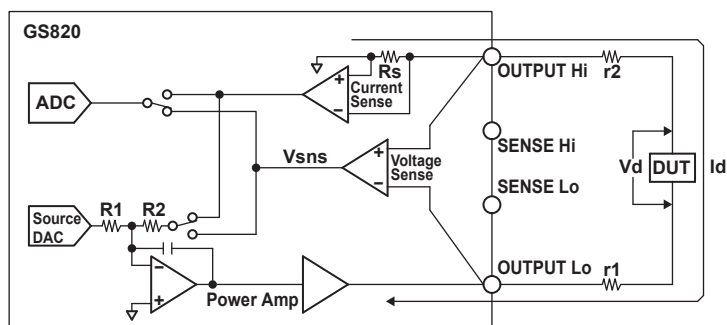 GS820
OUTPUT Hi
r2
Rs
Current
Sense
ADC
SENSE Hi
Vsns
Voltage
Sense
Vd
DUT
Id
SENSE Lo
Source
DAC
R1
R2
OUTPUT Lo
r1
Power Amp